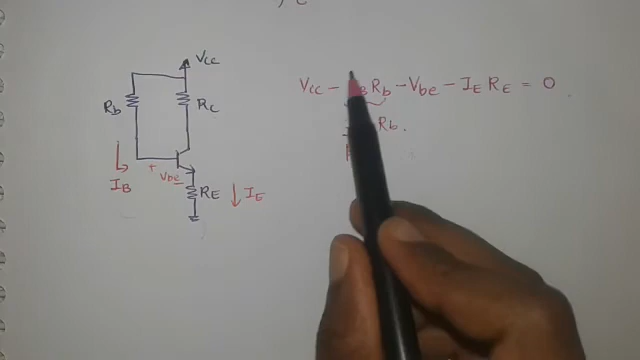 Vcc
Rb
Rc
Vcc - B Rb - Vbe - IE RE = 0
Rb.
IB
+ Vbe -
RE
IE